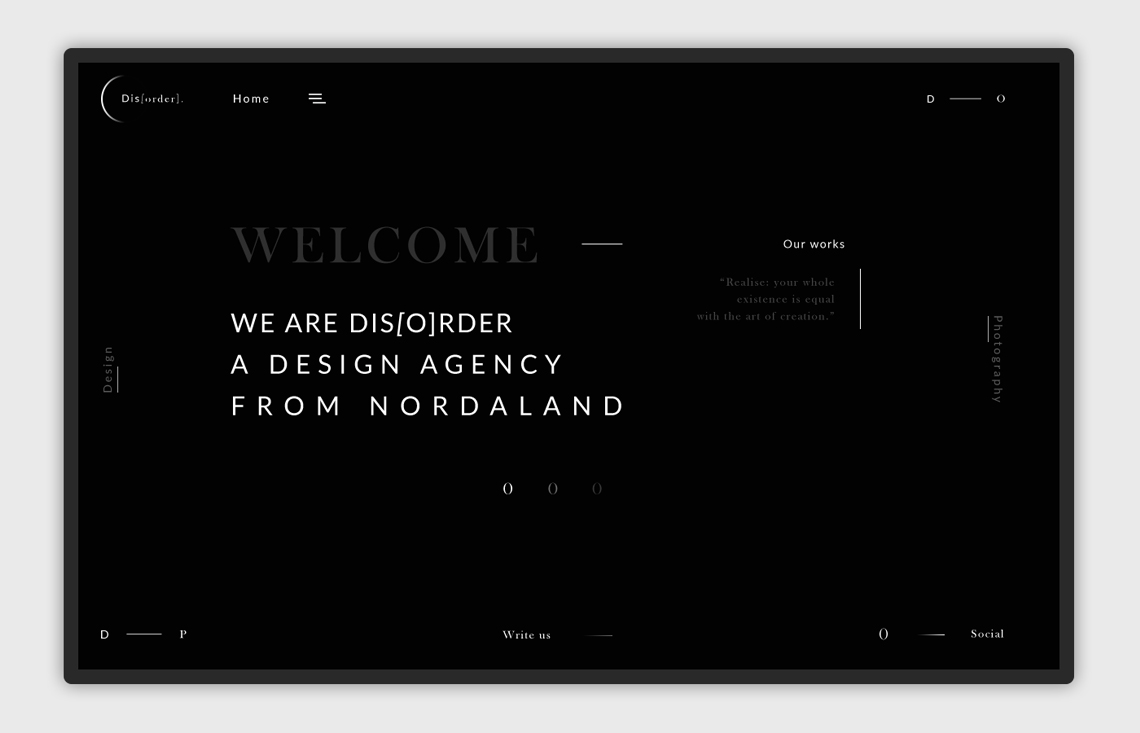 Dis[order].
Home
D O
WELCOME
Our works
“Realise: your whole
existence is equal
with the art of creation.”
WE ARE DIS[O]RDER
A DESIGN AGENCY
FROM NORDALAND
Design
Photography
0 0 0
D P
Write us
0 Social